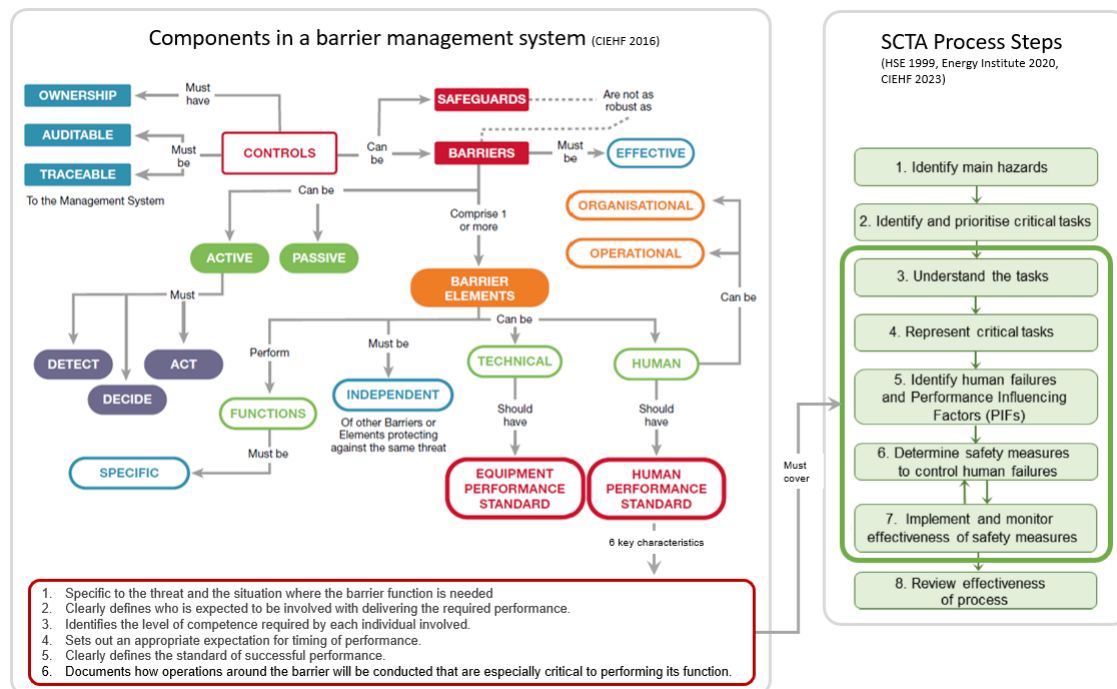 Components in a barrier management system (CIEHF 2016)
OWNERSHIP
Must
have
AUDITABLE
TRACEABLE
Must
be
To the Management System
CONTROLS
Can
be
SAFEGUARDS
Are not as
robust as
BARRIERS
Must
be
EFFECTIVE
Can be
ACTIVE
PASSIVE
Comprise 1
or more
ORGANISATIONAL
OPERATIONAL
Can be
BARRIER
ELEMENTS
Must
DETECT
DECIDE
ACT
Can be
Perform
Must be
TECHNICAL
HUMAN
FUNCTIONS
INDEPENDENT
Of other Barriers or
Elements protecting
against the same threat
Must be
SPECIFIC
Should
have
Should
have
EQUIPMENT
PERFORMANCE
STANDARD
HUMAN
PERFORMANCE
STANDARD
6 key characteristics
1. Specific to the threat and the situation where the barrier function is needed
2. Clearly defines who is expected to be involved with delivering the required performance.
3. Identifies the level of competence required by each individual involved.
4. Sets out an appropriate expectation for timing of performance.
5. Clearly defines the standard of successful performance.
6. Documents how operations around the barrier will be conducted that are especially critical to performing its function.
Must
cover
SCTA Process Steps
(HSE 1999, Energy Institute 2020,
CIEHF 2023)
1. Identify main hazards
2. Identify and prioritise critical tasks
3. Understand the tasks
4. Represent critical tasks
5. Identify human failures
and Performance Influencing
Factors (PIFs)
6. Determine safety measures
to control human failures
7. Implement and monitor
effectiveness of safety measures
8. Review effectiveness
of process